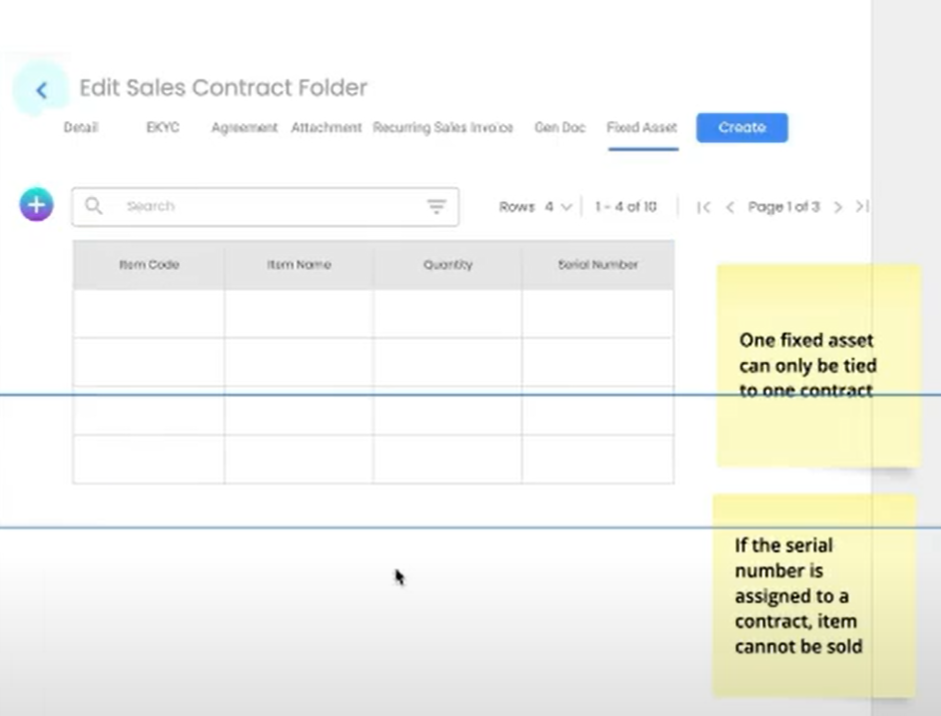 Edit Sales Contract Folder
Detail EKYC Agreement Attachment Recurring Sales Invoice Gen Doc Fixed Asset Create
Search Rows 4 1 - 4 of 10 Page 1 of 3
Item Code Item Name Quantity Serial Number
One fixed asset
can only be tied
to one contract
If the serial
number is
assigned to a
contract, item
cannot be sold